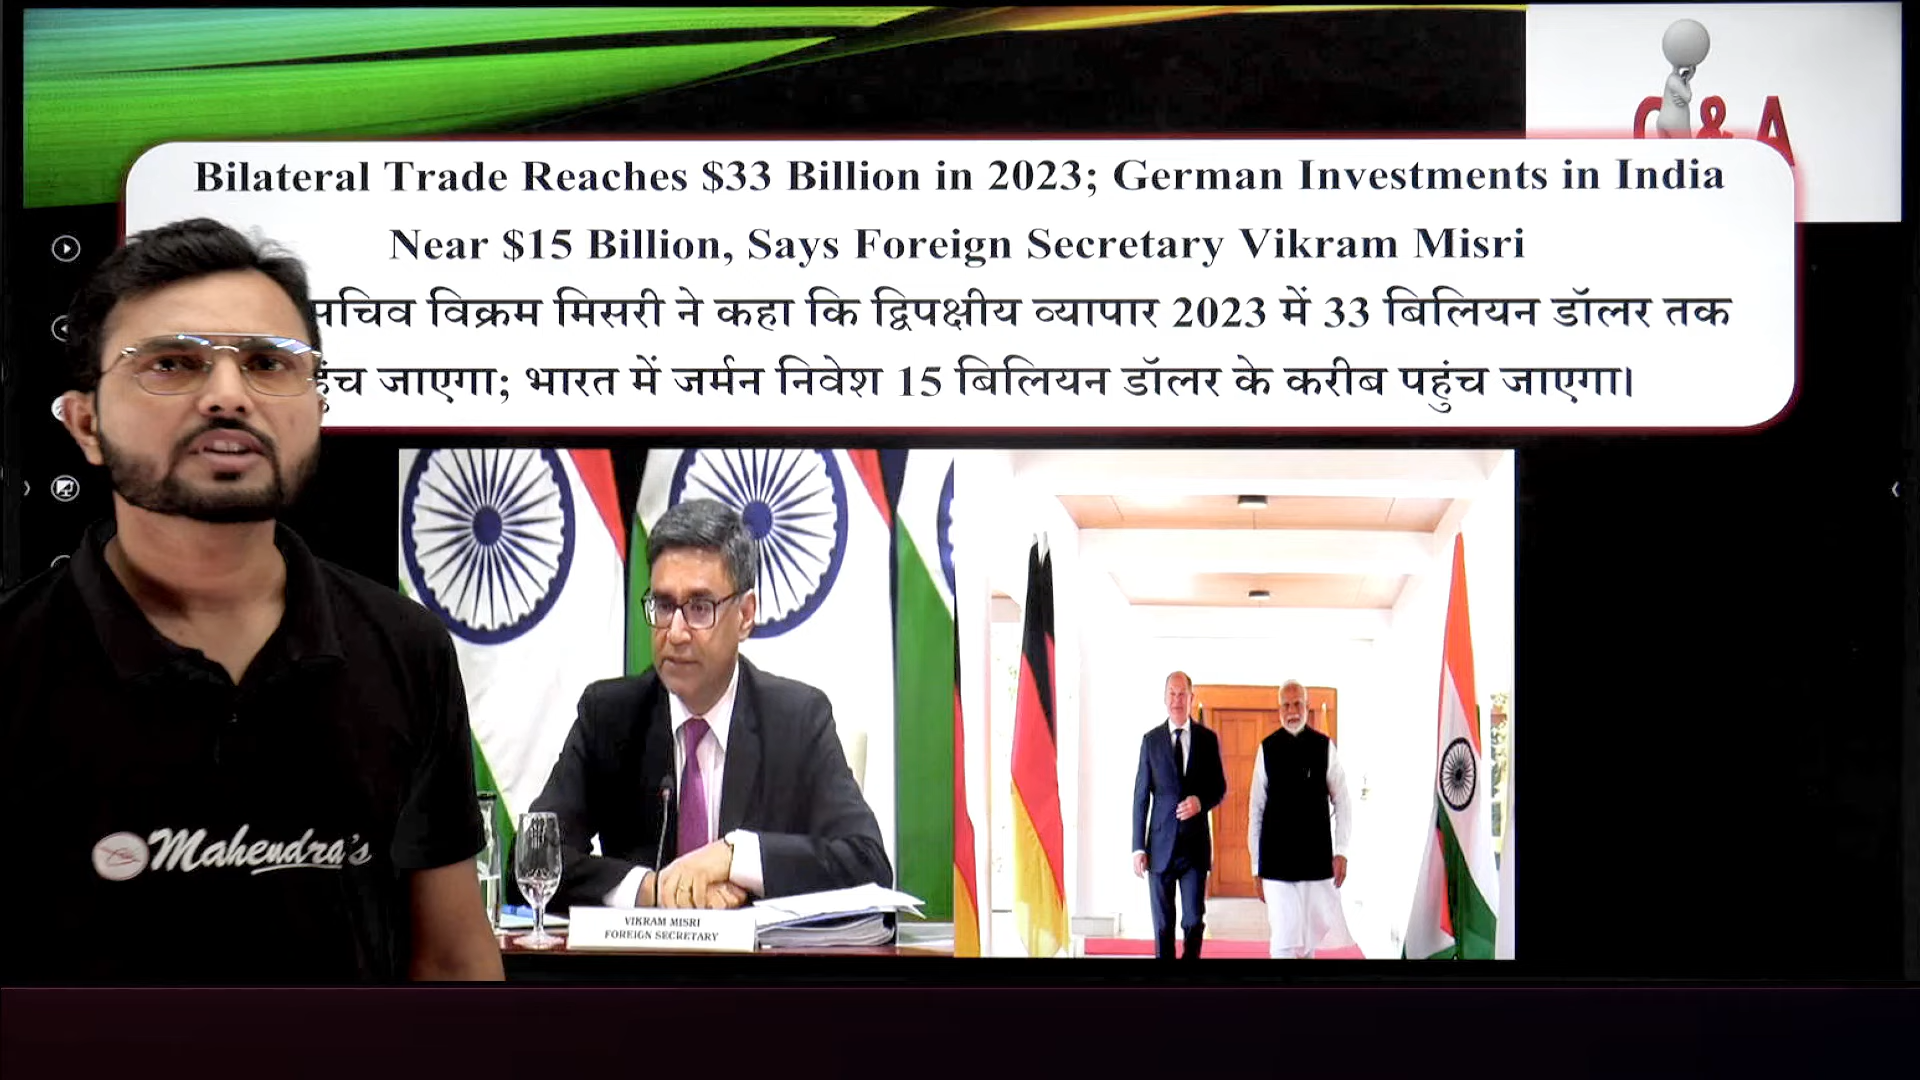 & A
Bilateral Trade Reaches $33 Billion in 2023; German Investments in India
Near $15 Billion, Says Foreign Secretary Vikram Misri
विक्रम मिसरी ने कहा कि द्विपक्षीय व्यापार 2023 में 33 बिलियन डॉलर तक
जाएगा; भारत में जर्मन निवेश 15 बिलियन डॉलर के करीब पहुंच जाएगा।
Mahendra's
VIKRAM MISRI
FOREIGN SECRETARY